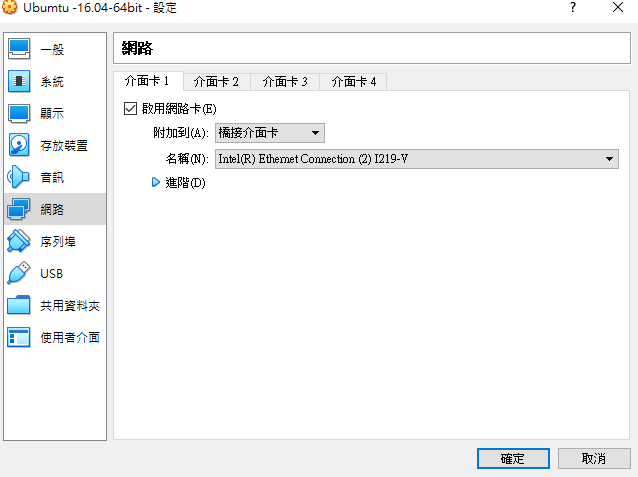 Ubumtu -16.04-64bit - 設定
?
一般
系統
顯示
存放裝置
音訊
網路
序列埠
USB
共用資料夾
使用者介面
網路
介面卡 1 介面卡 2 介面卡 3 介面卡 4
啟用網路卡(E)
附加到(A): 橋接介面卡
名稱(N): Intel(R) Ethernet Connection (2) I219-V
進階(D)
確定 取消